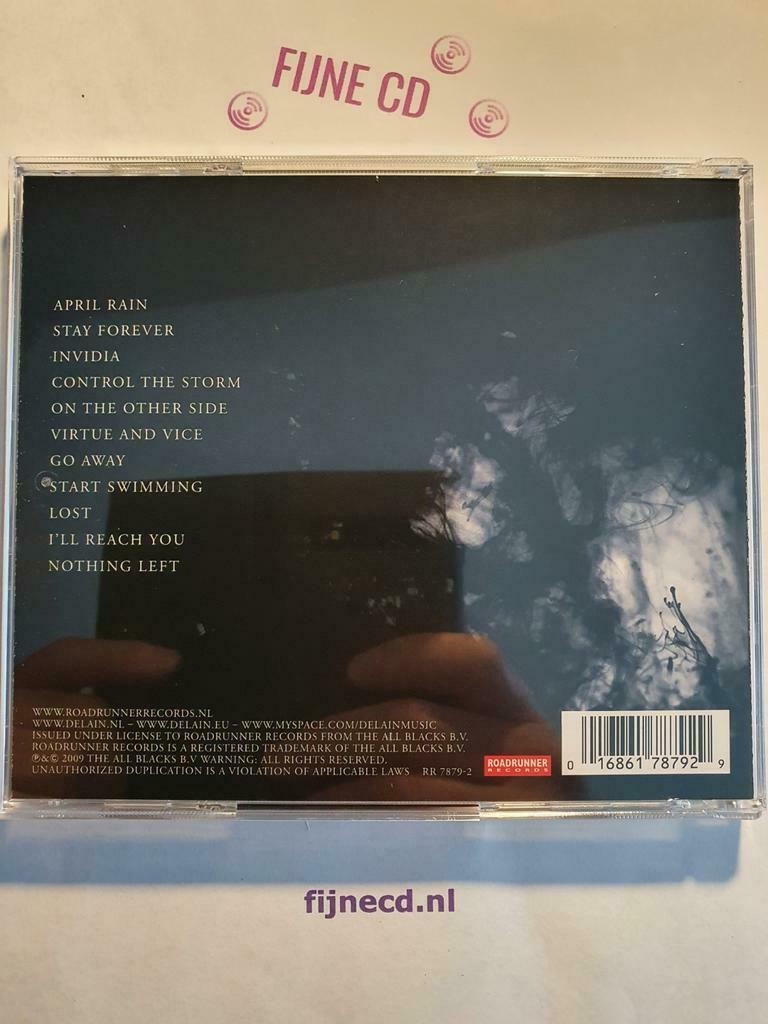 FIJNE CD
APRIL RAIN
STAY FOREVER
INVIDIA
CONTROL THE STORM
ON THE OTHER SIDE
VIRTUE AND VICE
GO AWAY
START SWIMMING
LOST
I'LL REACH YOU
NOTHING LEFT
WWW.ROADRUNNERRECORDS.NL
WWW.DELAIN.NL – WWW.DELAIN.EU – WWW.MYSPACE.COM/DELAINMUSIC
ISSUED UNDER LICENSE TO ROADRUNNER RECORDS FROM THE ALL BLACKS B.V.
ROADRUNNER RECORDS IS A REGISTERED TRADEMARK OF THE ALL BLACKS B.V.
℗&© 2009 THE ALL BLACKS B.V WARNING: ALL RIGHTS RESERVED.
UNAUTHORIZED DUPLICATION IS A VIOLATION OF APPLICABLE LAWS RR 7879-2
ROADRUNNER
RECORDS
0 16861 78792 9
fijnecd.nl